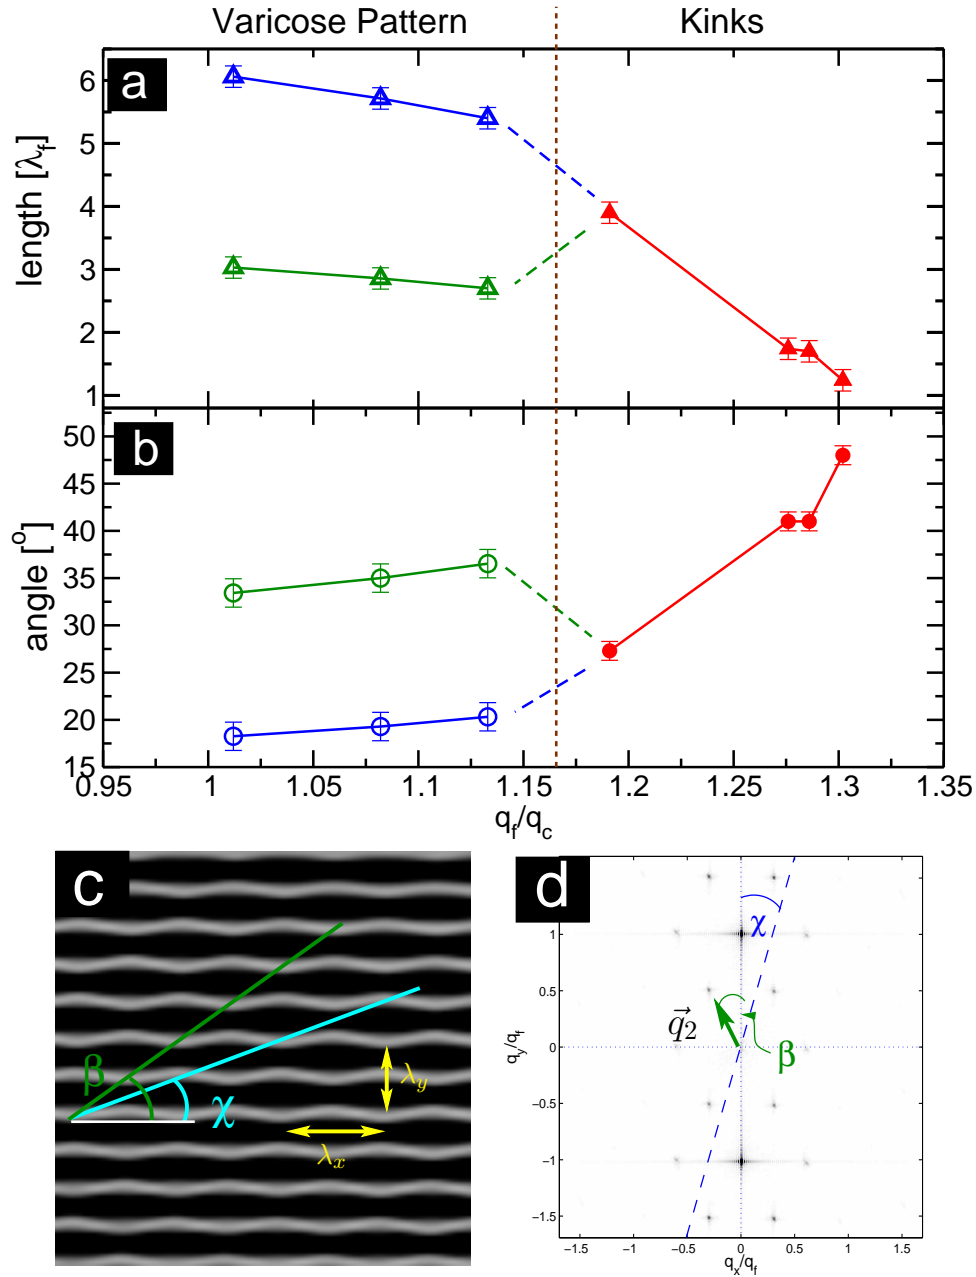 Varicose Pattern Kinks
a
length [λf]
6
5
4
3
2
1
b
angle [°]
50
45
40
35
30
25
20
15
0.95 1 1.05 1.1 1.15 1.2 1.25 1.3 1.35
qf/qc
c
β
χ
λy
λx
d
χ
q⃗2
β
qy/qf
1
0.5
0
−0.5
−1
−1.5
−1.5 −1 −0.5 0 0.5 1 1.5
qx/qf